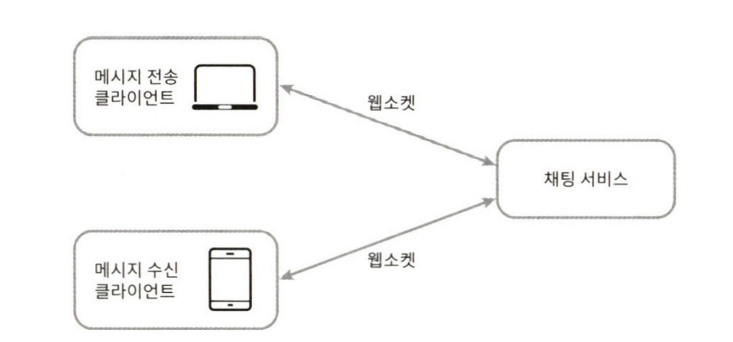 메시지 전송
클라이언트
웹소켓
채팅 서비스
메시지 수신
클라이언트
웹소켓